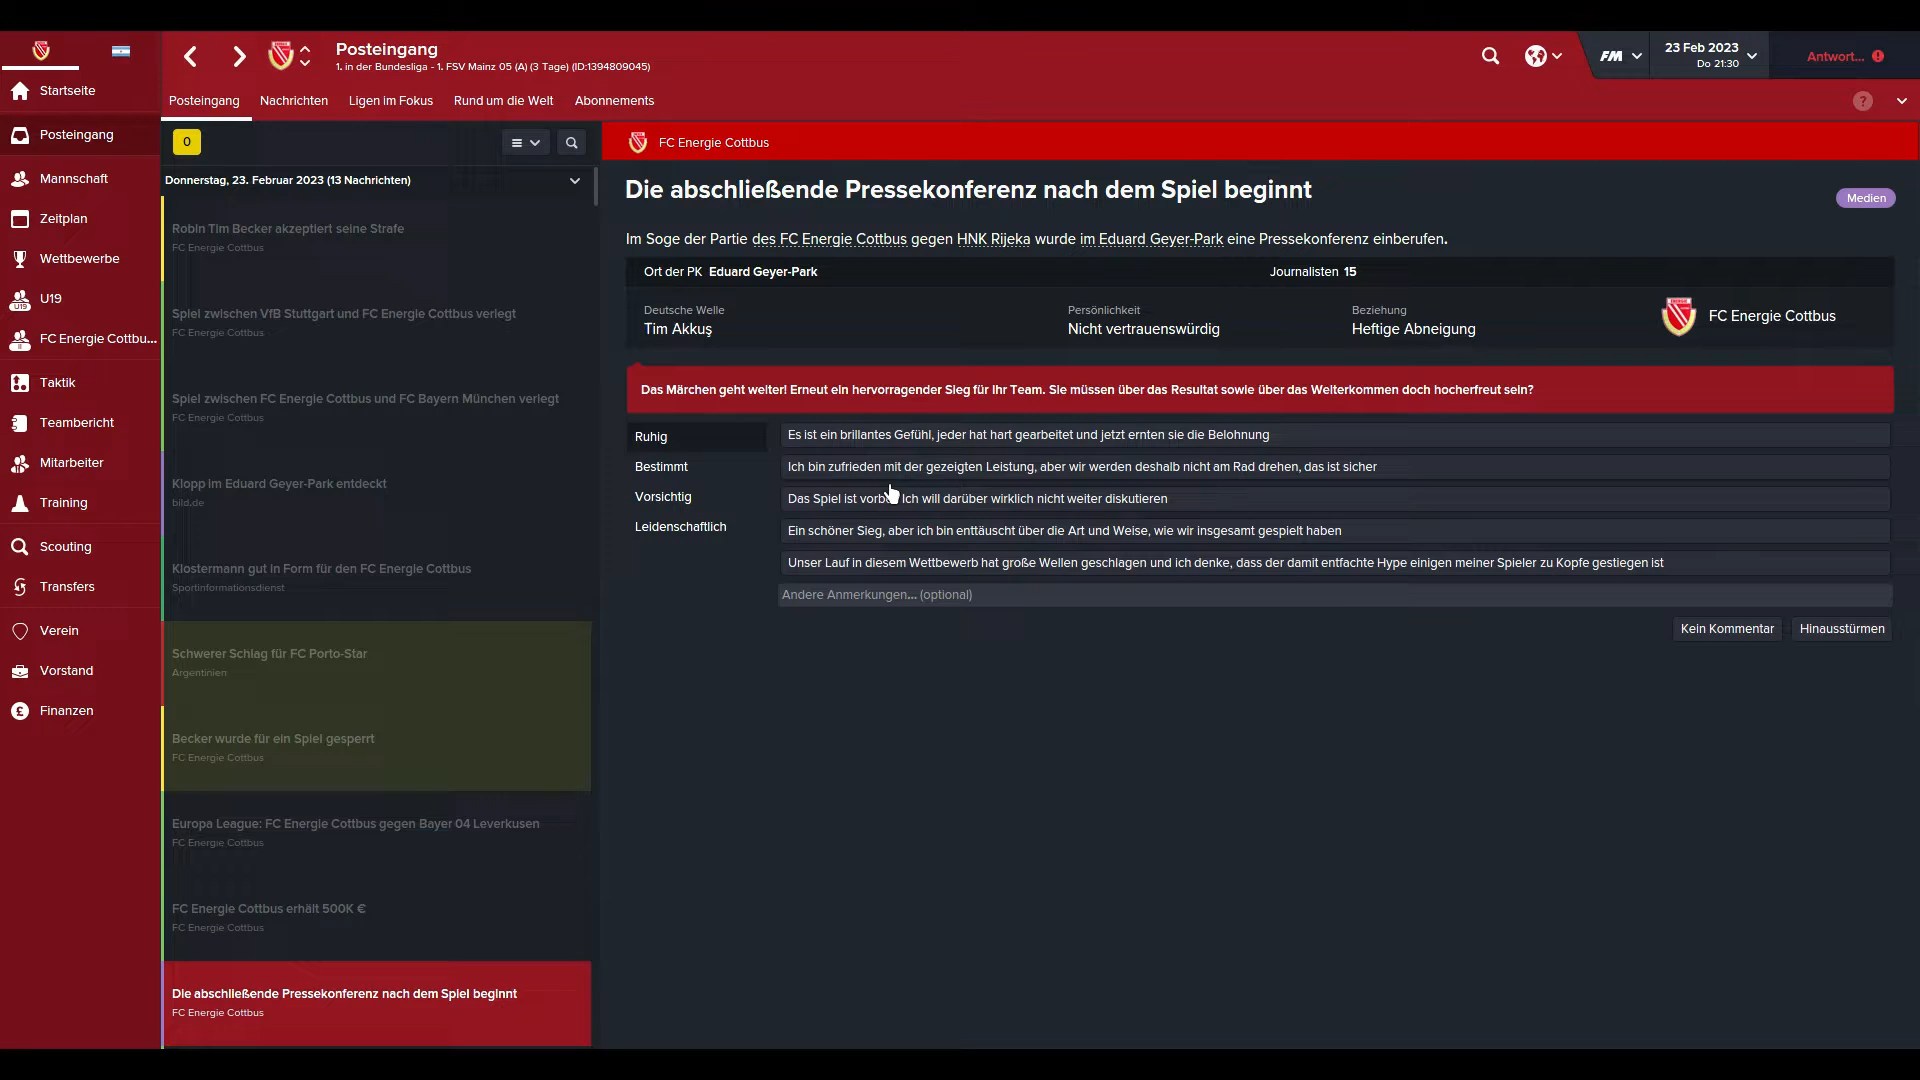 Posteingang
1. in der Bundesliga - 1. FSV Mainz 05 (A) (3 Tage) (ID:1394809045)
FM
23 Feb 2023
Do 21:30
Antwort...
Posteingang
Nachrichten
Ligen im Fokus
Rund um die Welt
Abonnements
?
Startseite
Posteingang
Mannschaft
Zeitplan
Wettbewerbe
U19
FC Energie Cottbu...
Taktik
Teambericht
Mitarbeiter
Training
Scouting
Transfers
Verein
Vorstand
Finanzen
0
Donnerstag, 23. Februar 2023 (13 Nachrichten)
Robin Tim Becker akzeptiert seine Strafe
FC Energie Cottbus
Spiel zwischen VfB Stuttgart und FC Energie Cottbus verlegt
FC Energie Cottbus
Spiel zwischen FC Energie Cottbus und FC Bayern München verlegt
FC Energie Cottbus
Klopp im Eduard Geyer-Park entdeckt
bild.de
Klostermann gut in Form für den FC Energie Cottbus
Sportinformationsdienst
Schwerer Schlag für FC Porto-Star
Argentinien
Becker wurde für ein Spiel gesperrt
FC Energie Cottbus
Europa League: FC Energie Cottbus gegen Bayer 04 Leverkusen
FC Energie Cottbus
FC Energie Cottbus erhält 500K €
FC Energie Cottbus
Die abschließende Pressekonferenz nach dem Spiel beginnt
FC Energie Cottbus
FC Energie Cottbus
Die abschließende Pressekonferenz nach dem Spiel beginnt
Medien
Im Soge der Partie des FC Energie Cottbus gegen HNK Rijeka wurde im Eduard Geyer-Park eine Pressekonferenz einberufen.
Ort der PK Eduard Geyer-Park
Journalisten 15
Deutsche Welle
Tim Akkuş
Persönlichkeit
Nicht vertrauenswürdig
Beziehung
Heftige Abneigung
FC Energie Cottbus
Das Märchen geht weiter! Erneut ein hervorragender Sieg für Ihr Team. Sie müssen über das Resultat sowie über das Weiterkommen doch hocherfreut sein?
Ruhig
Bestimmt
Vorsichtig
Leidenschaftlich
Es ist ein brillantes Gefühl, jeder hat hart gearbeitet und jetzt ernten sie die Belohnung
Ich bin zufrieden mit der gezeigten Leistung, aber wir werden deshalb nicht am Rad drehen, das ist sicher
Das Spiel ist vorb Ich will darüber wirklich nicht weiter diskutieren
Ein schöner Sieg, aber ich bin enttäuscht über die Art und Weise, wie wir insgesamt gespielt haben
Unser Lauf in diesem Wettbewerb hat große Wellen geschlagen und ich denke, dass der damit entfachte Hype einigen meiner Spieler zu Kopfe gestiegen ist
Andere Anmerkungen... (optional)
Kein Kommentar
Hinausstürmen